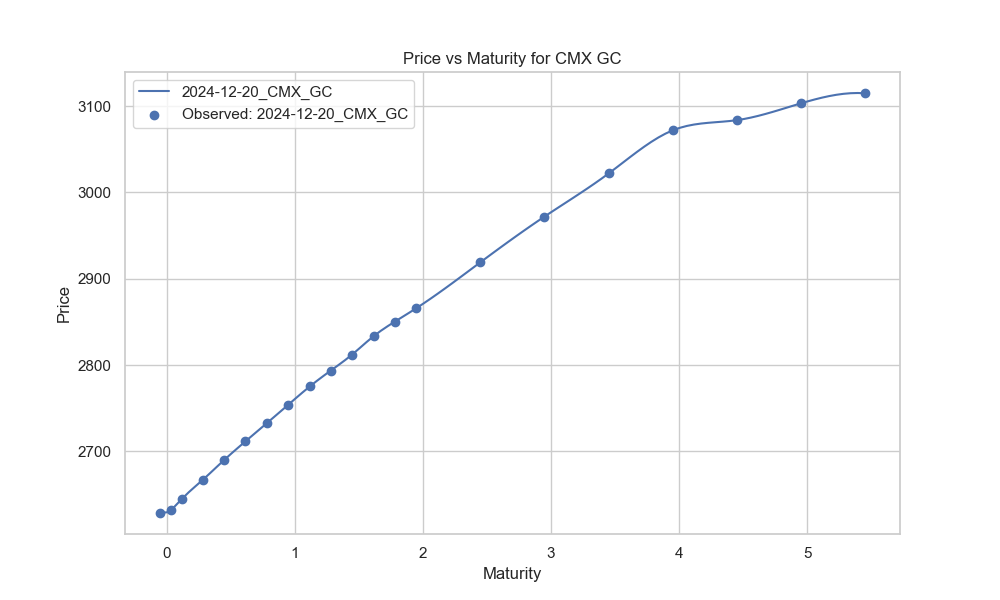 Price vs Maturity for CMX GC
2024-12-20_CMX_GC
Observed: 2024-12-20_CMX_GC
3100
3000
2900
2800
2700
Price
0 1 2 3 4 5
Maturity